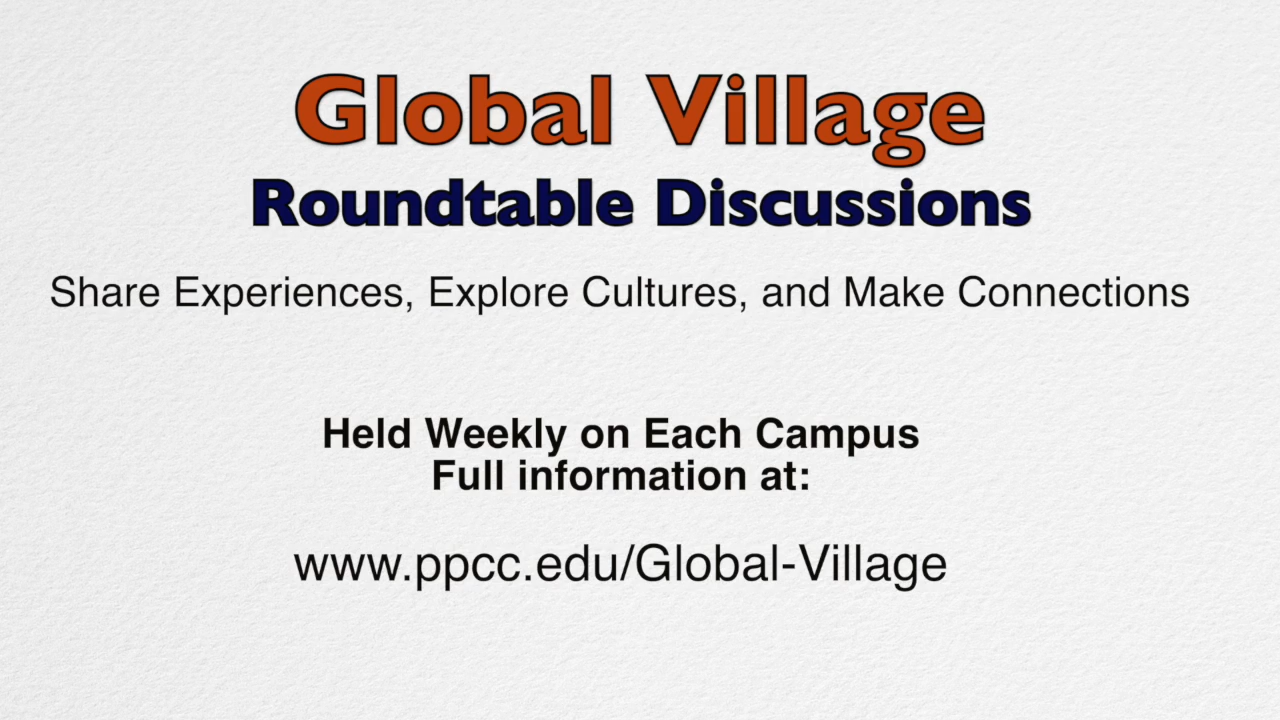 Global Village
Roundtable Discussions
Share Experiences, Explore Cultures, and Make Connections
Held Weekly on Each Campus
Full information at:
www.ppcc.edu/Global-Village